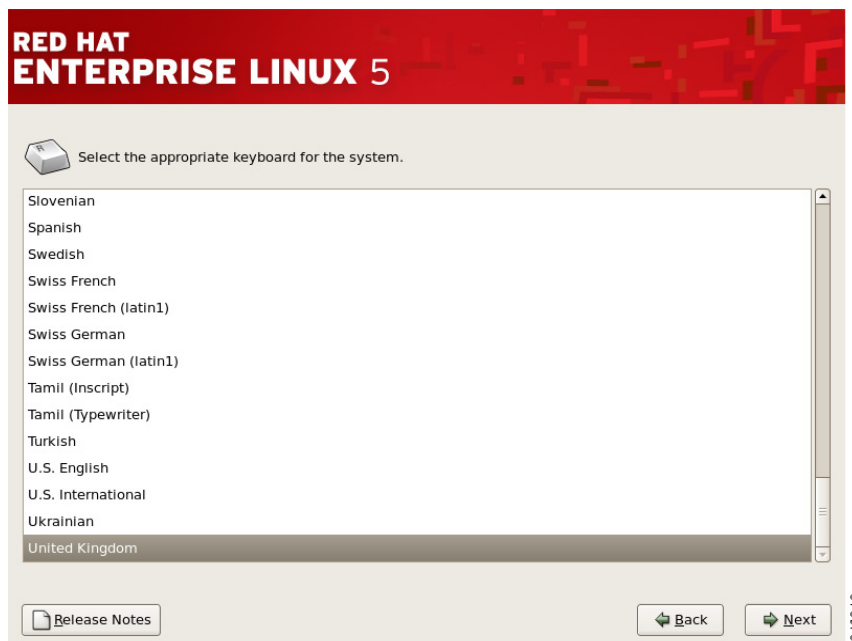 RED HAT
ENTERPRISE LINUX 5
Select the appropriate keyboard for the system.
Slovenian
Spanish
Swedish
Swiss French
Swiss French (latin1)
Swiss German
Swiss German (latin1)
Tamil (Inscript)
Tamil (Typewriter)
Turkish
U.S. English
U.S. International
Ukrainian
United Kingdom
Release Notes
Back
Next